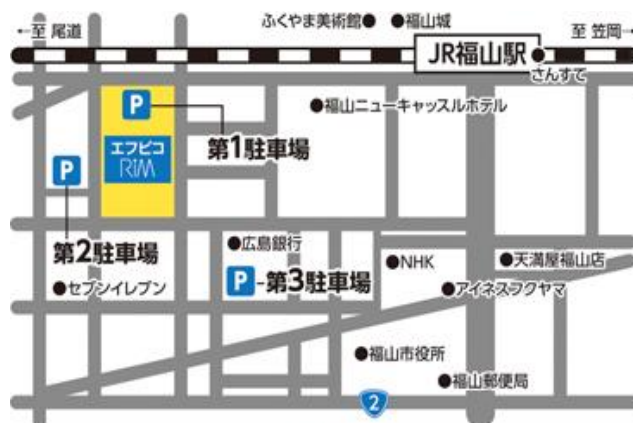 ふくやま美術館●
●福山城
←至 尾道
至 笠岡→
JR福山駅
さんすて
P
●福山ニューキャッスルホテル
エフピコ
RiM
第1駐車場
P
第2駐車場
●広島銀行
●NHK
●天満屋福山店
P-第3駐車場
●セブンイレブン
●アイネスフクヤマ
●福山市役所
●福山郵便局
2